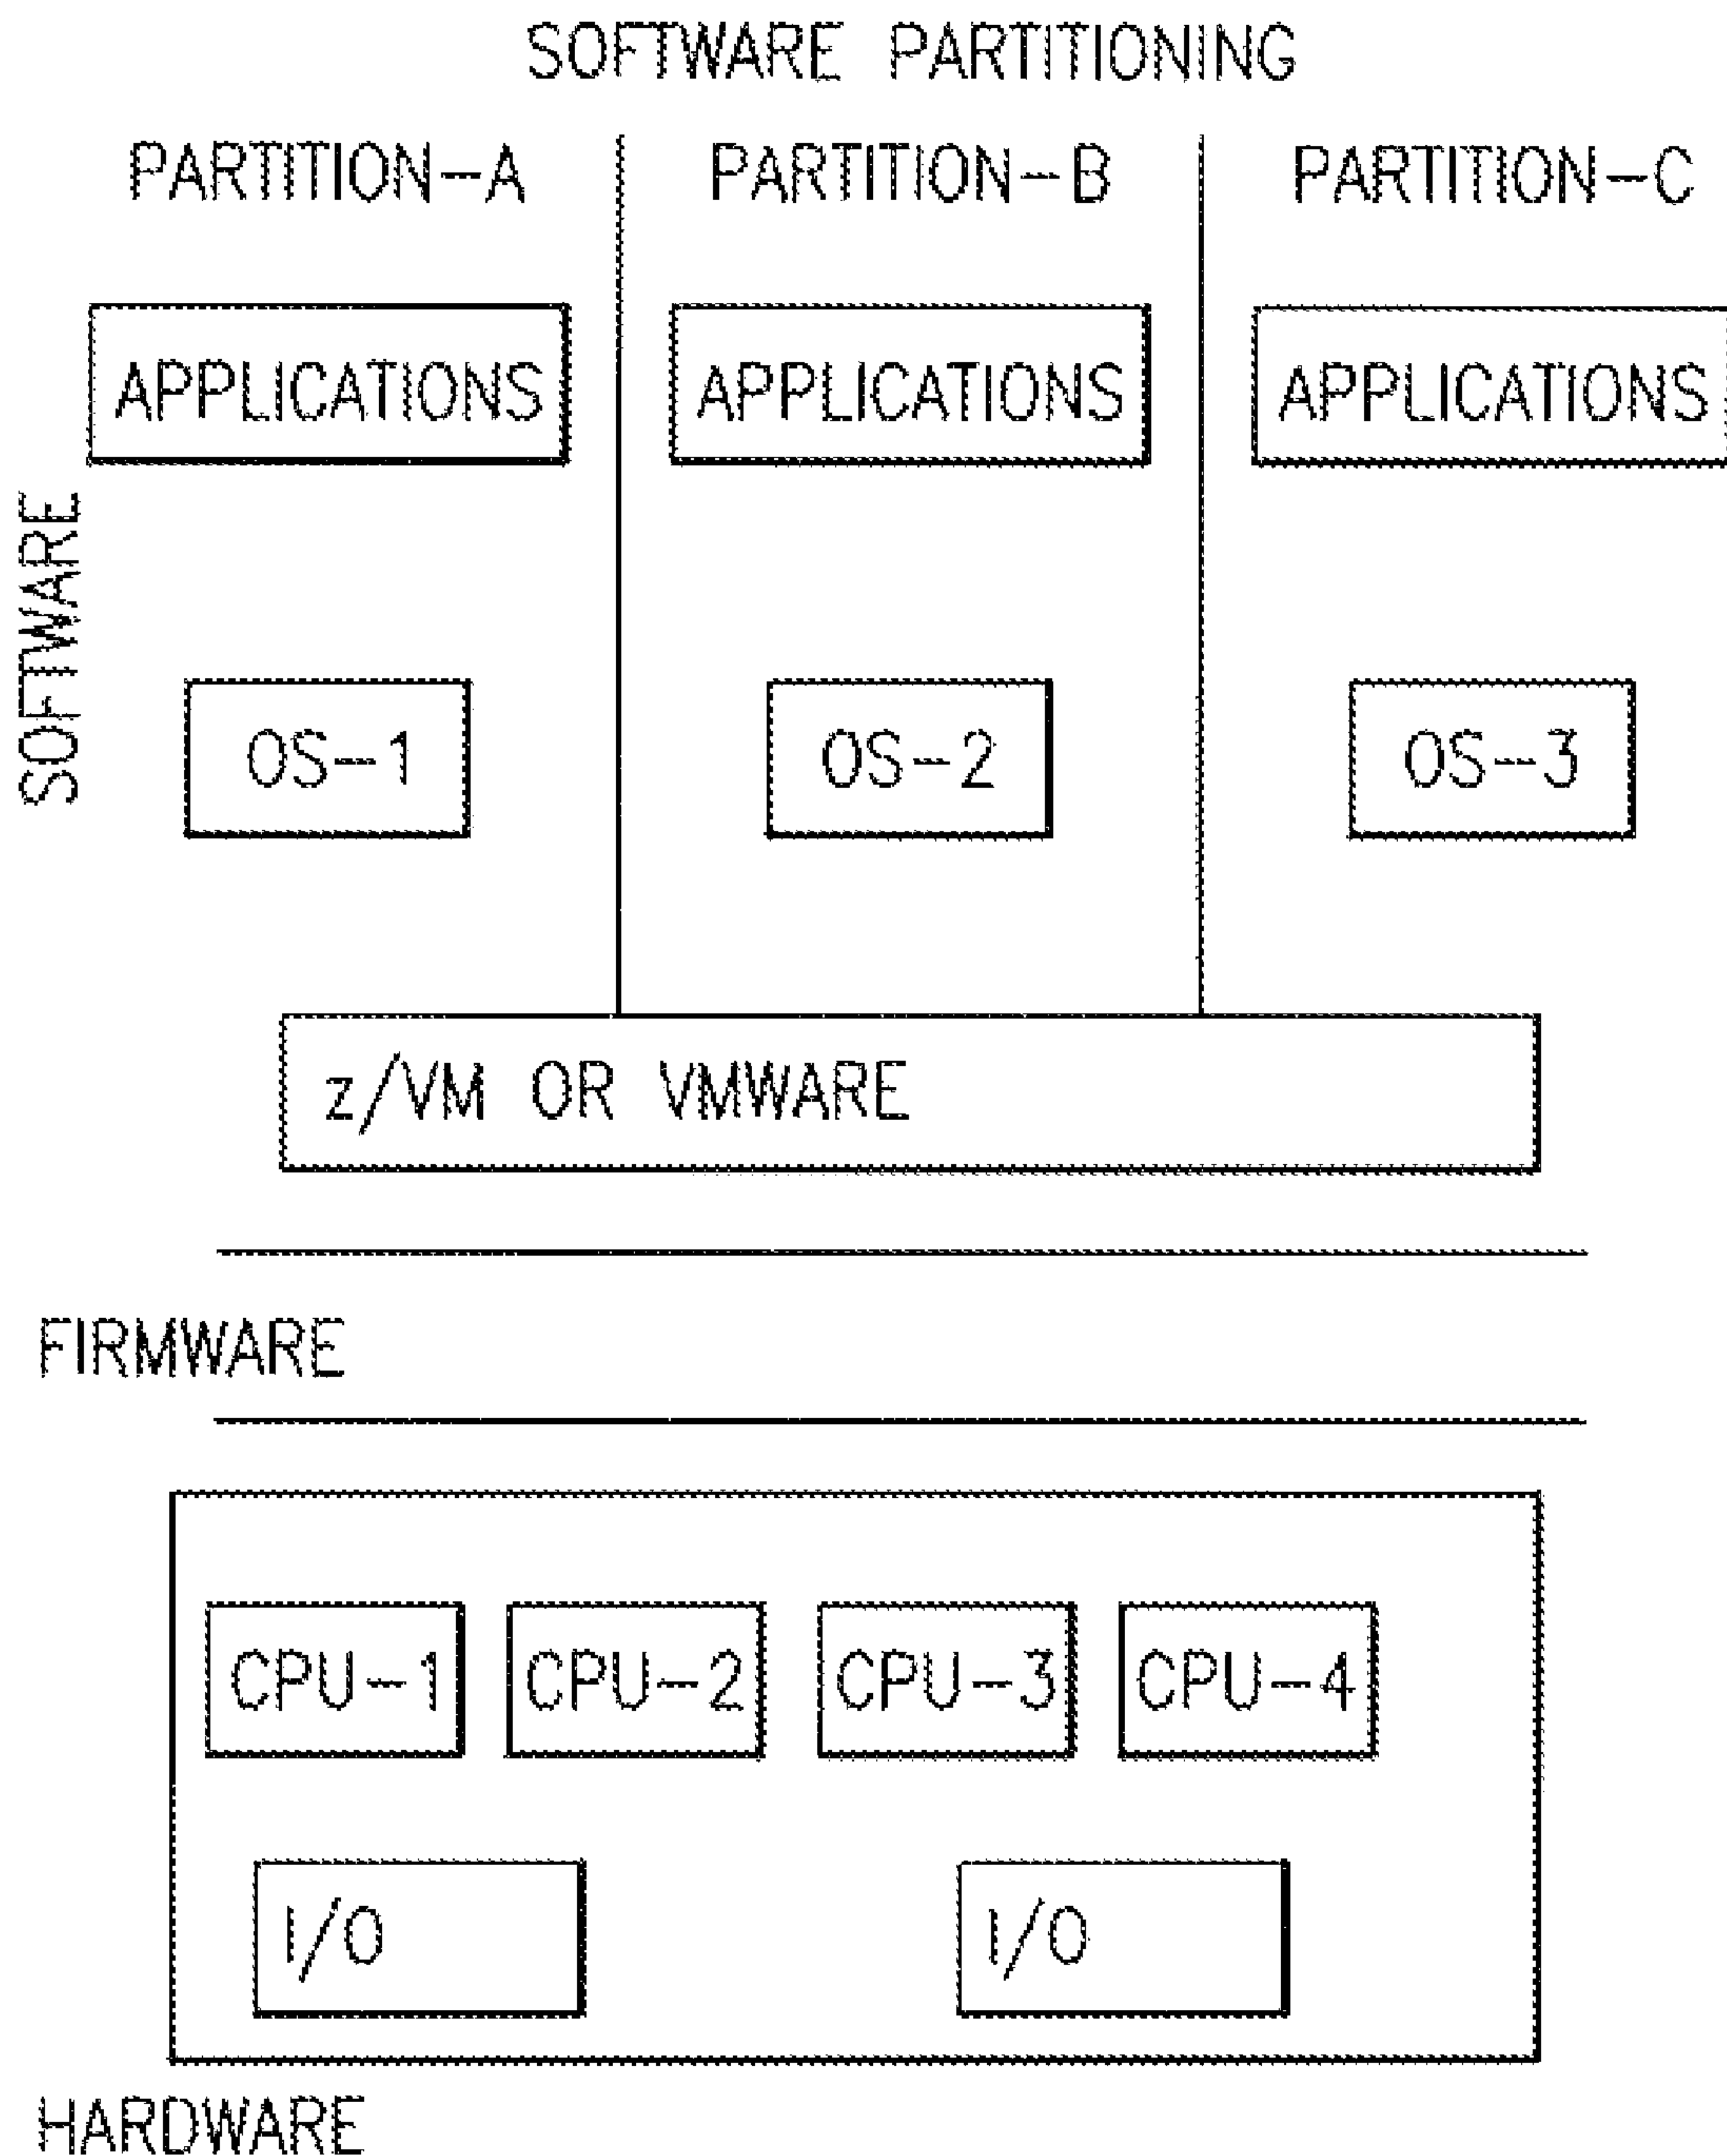 SOFTWARE PARTITIONING
PARTITION-A PARTITION-B PARTITION-C
APPLICATIONS APPLICATIONS APPLICATIONS
SOFTWARE
OS-1 OS-2 OS-3
z/VM OR VMWARE
FIRMWARE
CPU-1 CPU-2 CPU-3 CPU-4
I/O I/O
HARDWARE